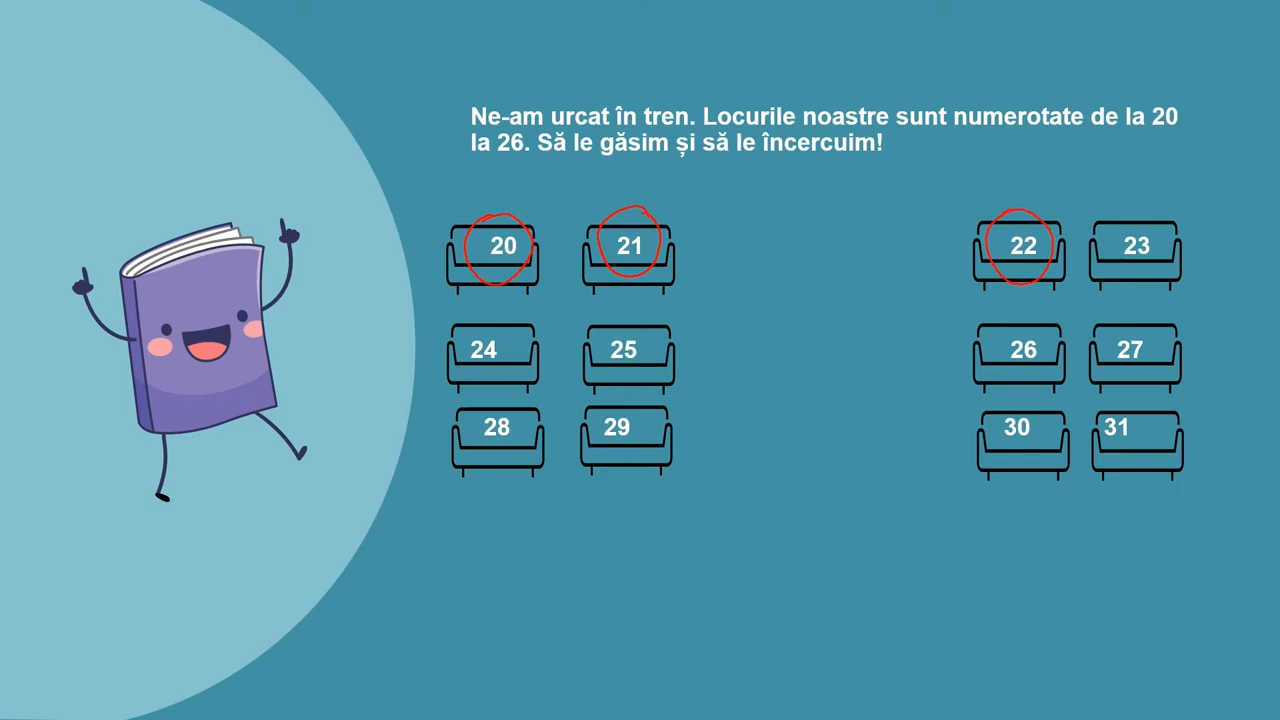 Ne-am urcat în tren. Locurile noastre sunt numerotate de la 20
la 26. Să le găsim și să le încercuim!
20 21 22 23
24 25 26 27
28 29 30 31